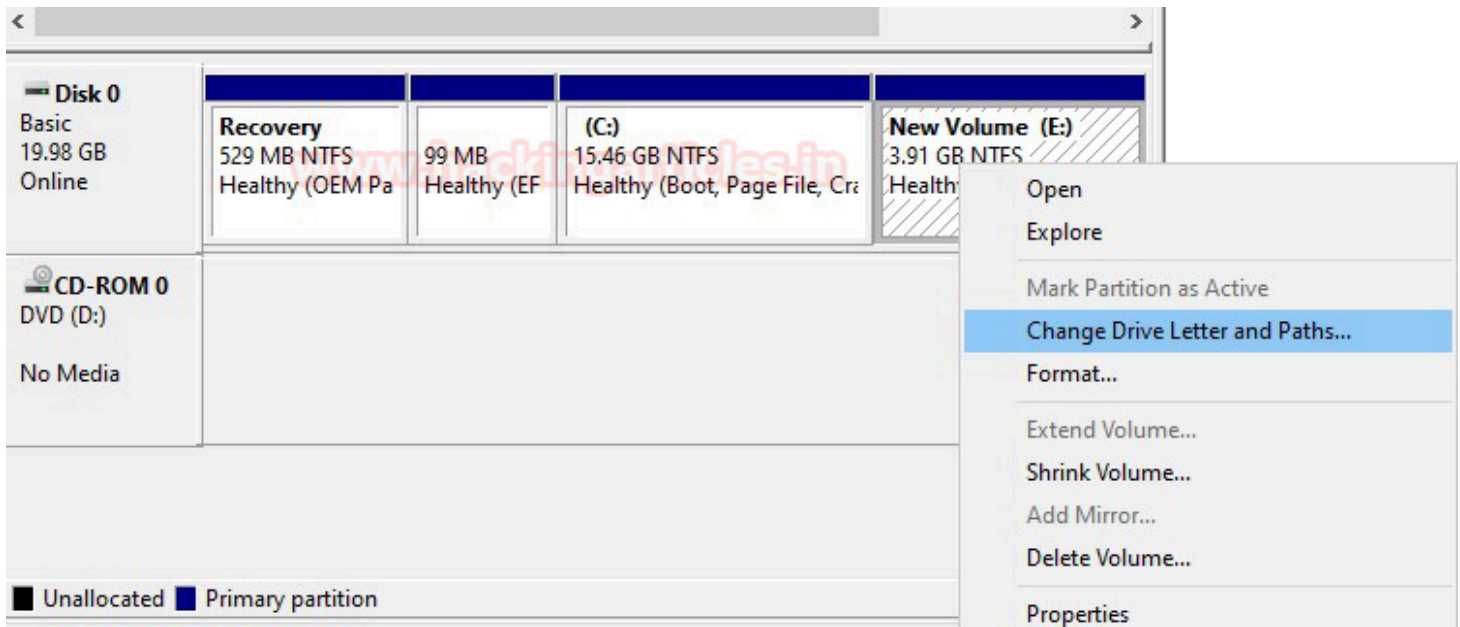 Disk 0
Basic
19.98 GB
Online
Recovery
529 MB NTFS
Healthy (OEM Pa
99 MB
Healthy (EF
(C:)
15.46 GB NTFS
Healthy (Boot, Page File, Cra
New Volume (E:)
3.91 GB NTFS
Health
www.hackingarticles.in
CD-ROM 0
DVD (D:)
No Media
Open
Explore
Mark Partition as Active
Change Drive Letter and Paths...
Format...
Extend Volume...
Shrink Volume...
Add Mirror...
Delete Volume...
Properties
Unallocated Primary partition